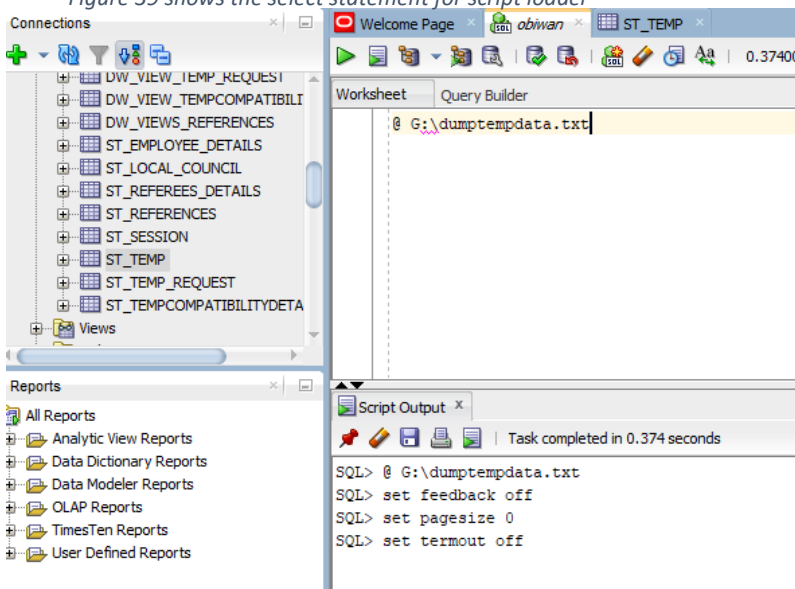 Figure 39 shows the select statement for script loader
Connections
DW_VIEW_TEMP_REQUEST
DW_VIEW_TEMPCOMPATIBILI
DW_VIEWS_REFERENCES
ST_EMPLOYEE_DETAILS
ST_LOCAL_COUNCIL
ST_REFEREES_DETAILS
ST_REFERENCES
ST_SESSION
ST_TEMP
ST_TEMP_REQUEST
ST_TEMPCOMPATIBILITYDETA
Views
Reports
All Reports
Analytic View Reports
Data Dictionary Reports
Data Modeler Reports
OLAP Reports
TimesTen Reports
User Defined Reports
Welcome Page
obiwan
ST_TEMP
0.37400
Worksheet Query Builder
@ G:\dumptempdata.txt
Script Output
Task completed in 0.374 seconds
SQL> @ G:\dumptempdata.txt
SQL> set feedback off
SQL> set pagesize 0
SQL> set termout off